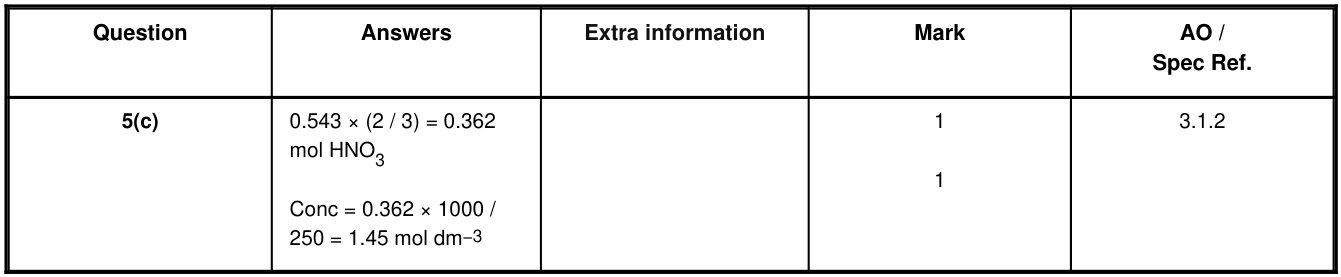 Question Answers Extra information Mark AO /
Spec Ref.
5(c) 0.543 × (2 / 3) = 0.362 1 3.1.2
mol HNO3
1
Conc = 0.362 × 1000 /
250 = 1.45 mol dm−3